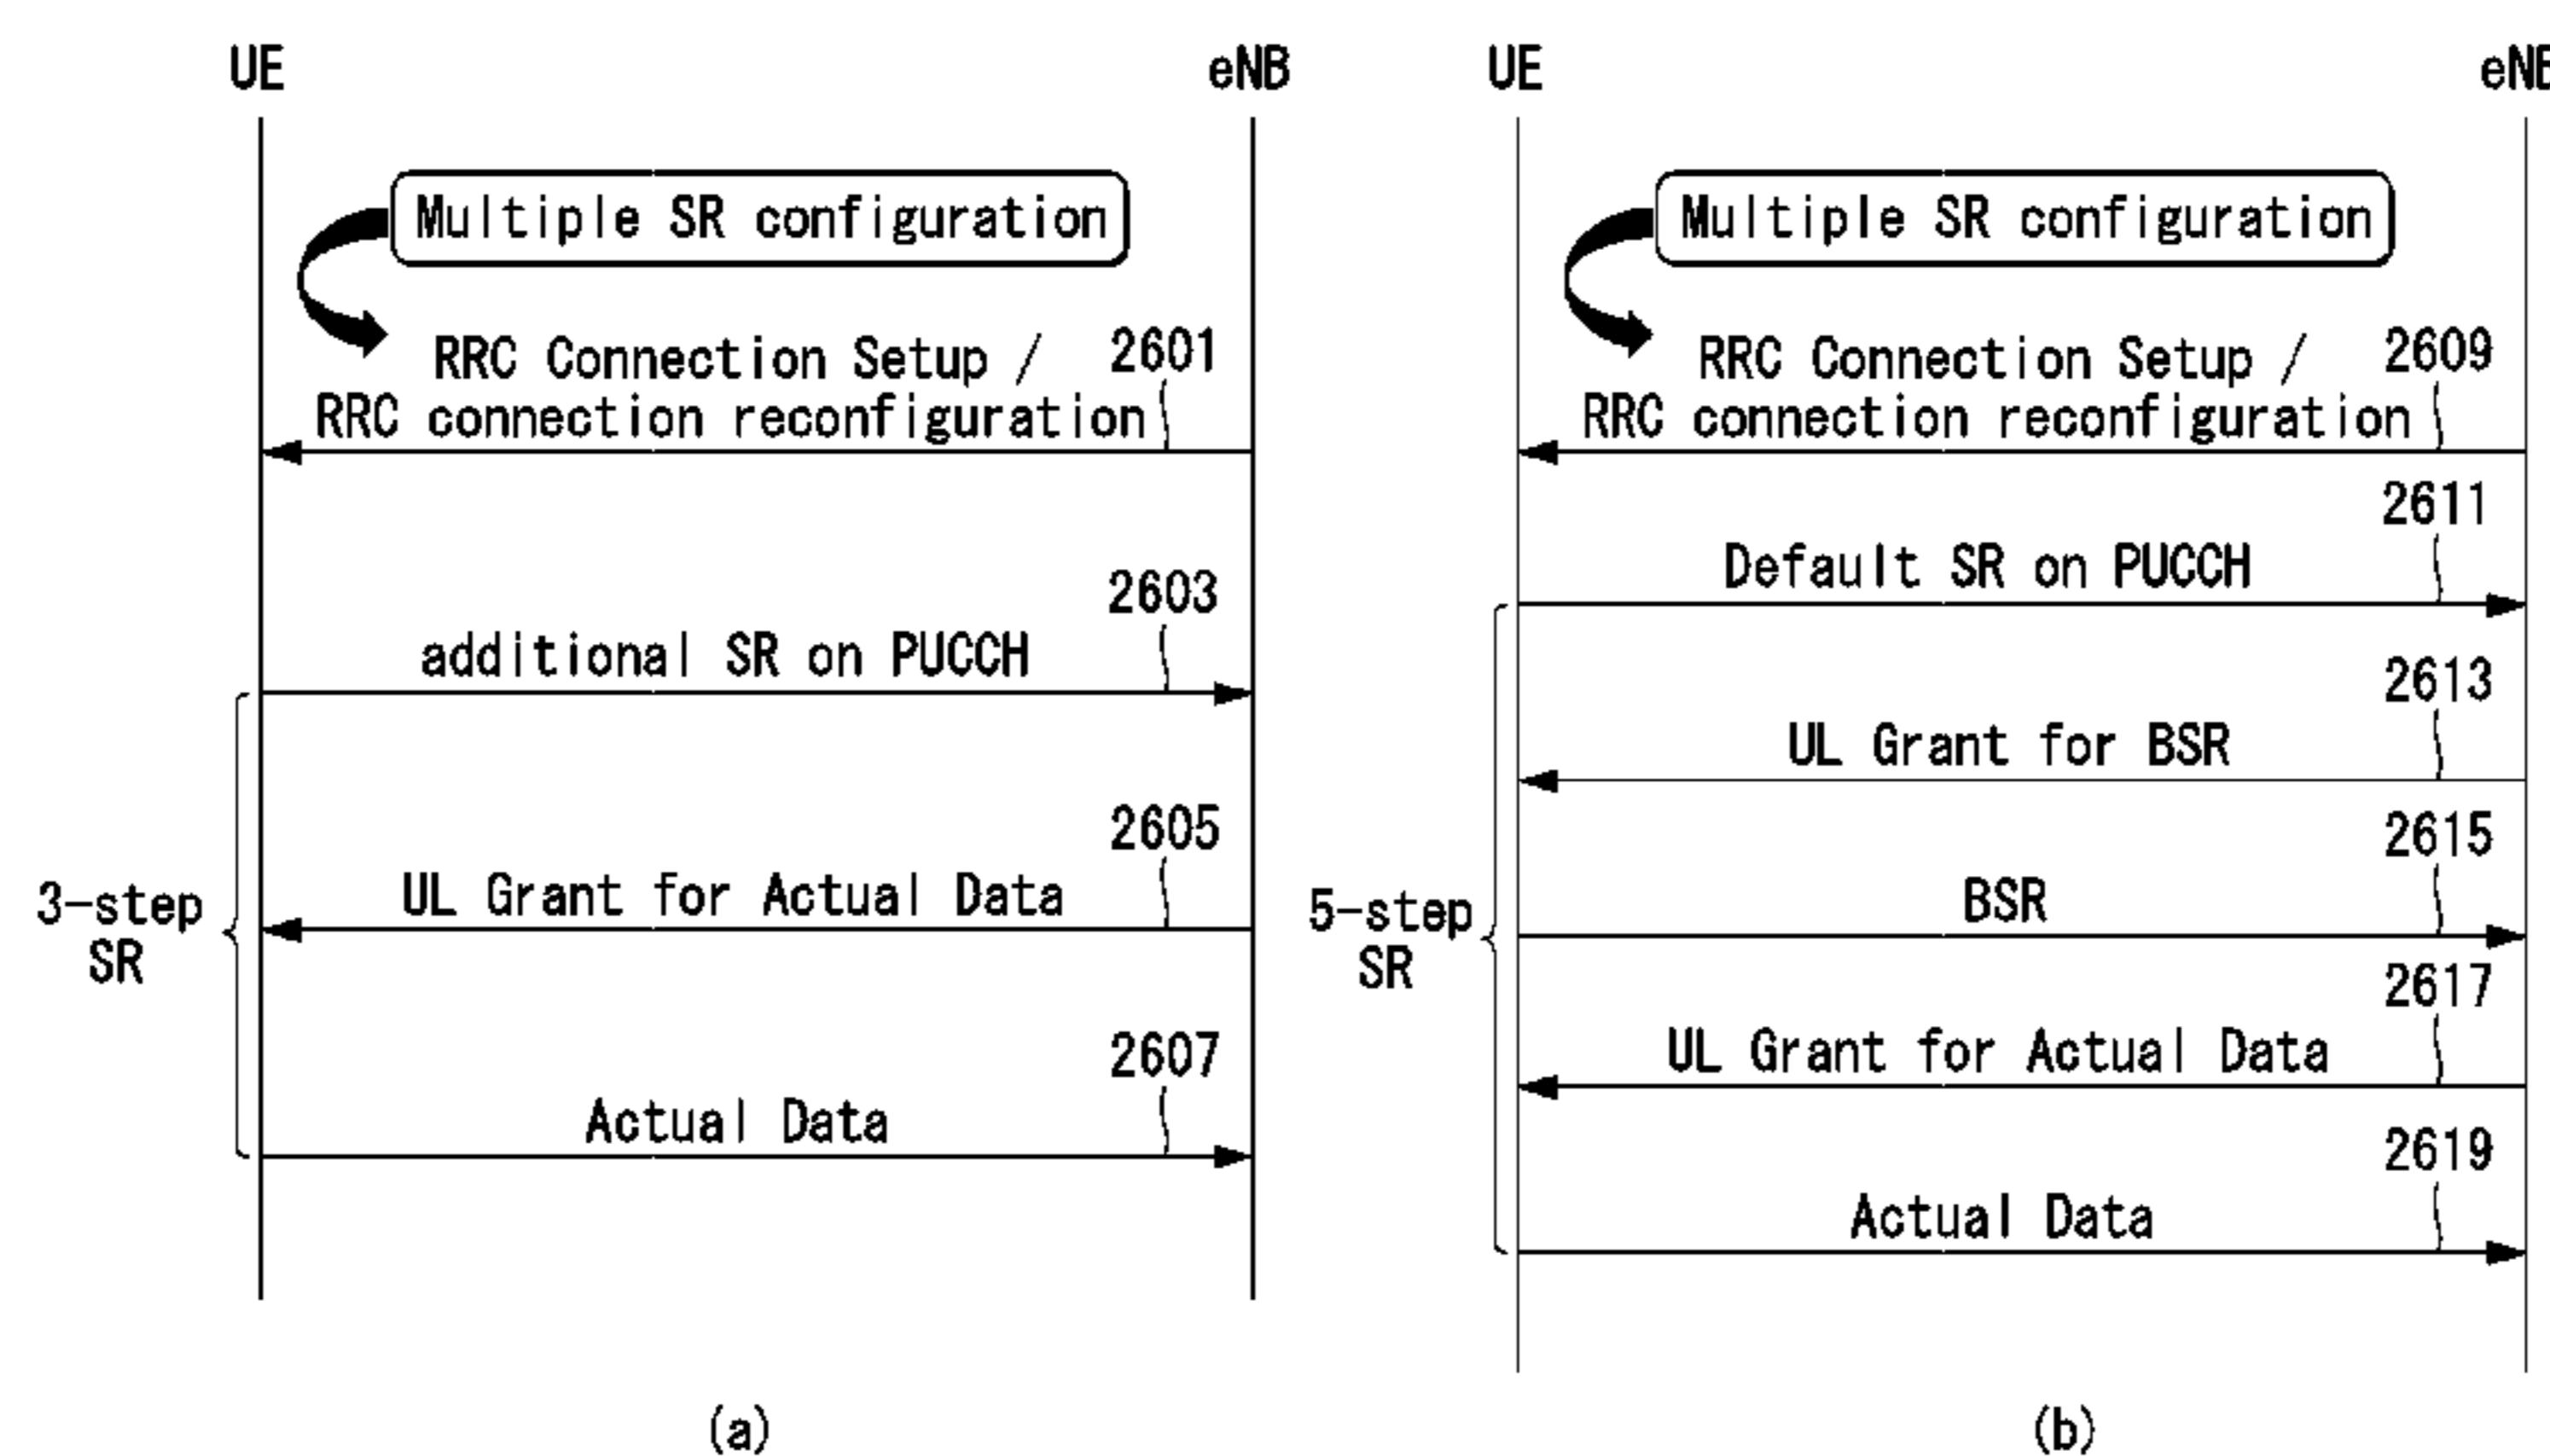 UE
eNB
Multiple SR configuration
RRC Connection Setup /
RRC connection reconfiguration
2601
2603
additional SR on PUCCH
2605
UL Grant for Actual Data
3-step
SR
2607
Actual Data
(a)
UE
eNB
Multiple SR configuration
RRC Connection Setup /
RRC connection reconfiguration
2609
2611
Default SR on PUCCH
2613
UL Grant for BSR
2615
BSR
5-step
SR
2617
UL Grant for Actual Data
2619
Actual Data
(b)